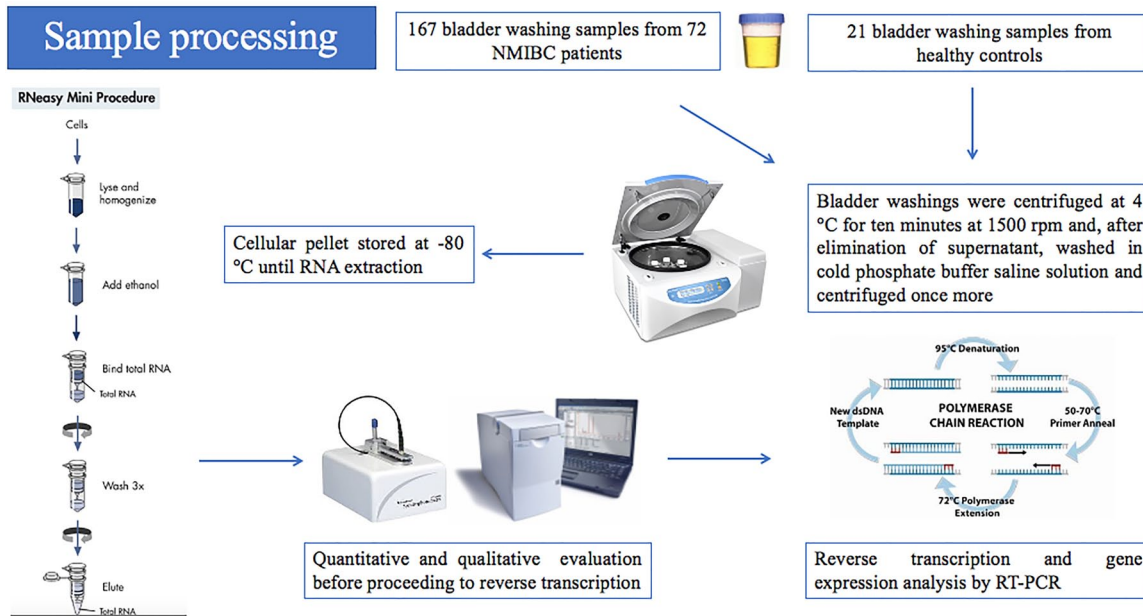 Sample processing
167 bladder washing samples from 72
NMIBC patients
21 bladder washing samples from
healthy controls
RNeasy Mini Procedure
Cells
Lyse and
homogenize
Add ethanol
Bind total RNA
Total RNA
Wash 3x
Elute
Total RNA
Cellular pellet stored at -80
°C until RNA extraction
Bladder washings were centrifuged at 4
°C for ten minutes at 1500 rpm and, after
elimination of supernatant, washed in
cold phosphate buffer saline solution and
centrifuged once more
95°C Denaturation
New dsDNA
Template
POLYMERASE
CHAIN REACTION
50-70°C
Primer Anneal
72°C Polymerase
Extension
Quantitative and qualitative evaluation
before proceeding to reverse transcription
Reverse transcription and gene
expression analysis by RT-PCR